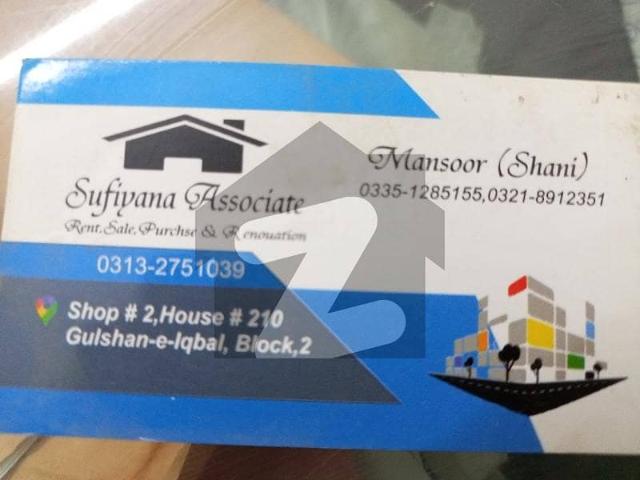 Sufiyana Associate
Rent.Sale.Purchse & Renouation
0313-2751039
Shop # 2,House # 210
Gulshan-e-Iqbal, Block,2
Mansoor (Shani)
0335-1285155,0321-8912351